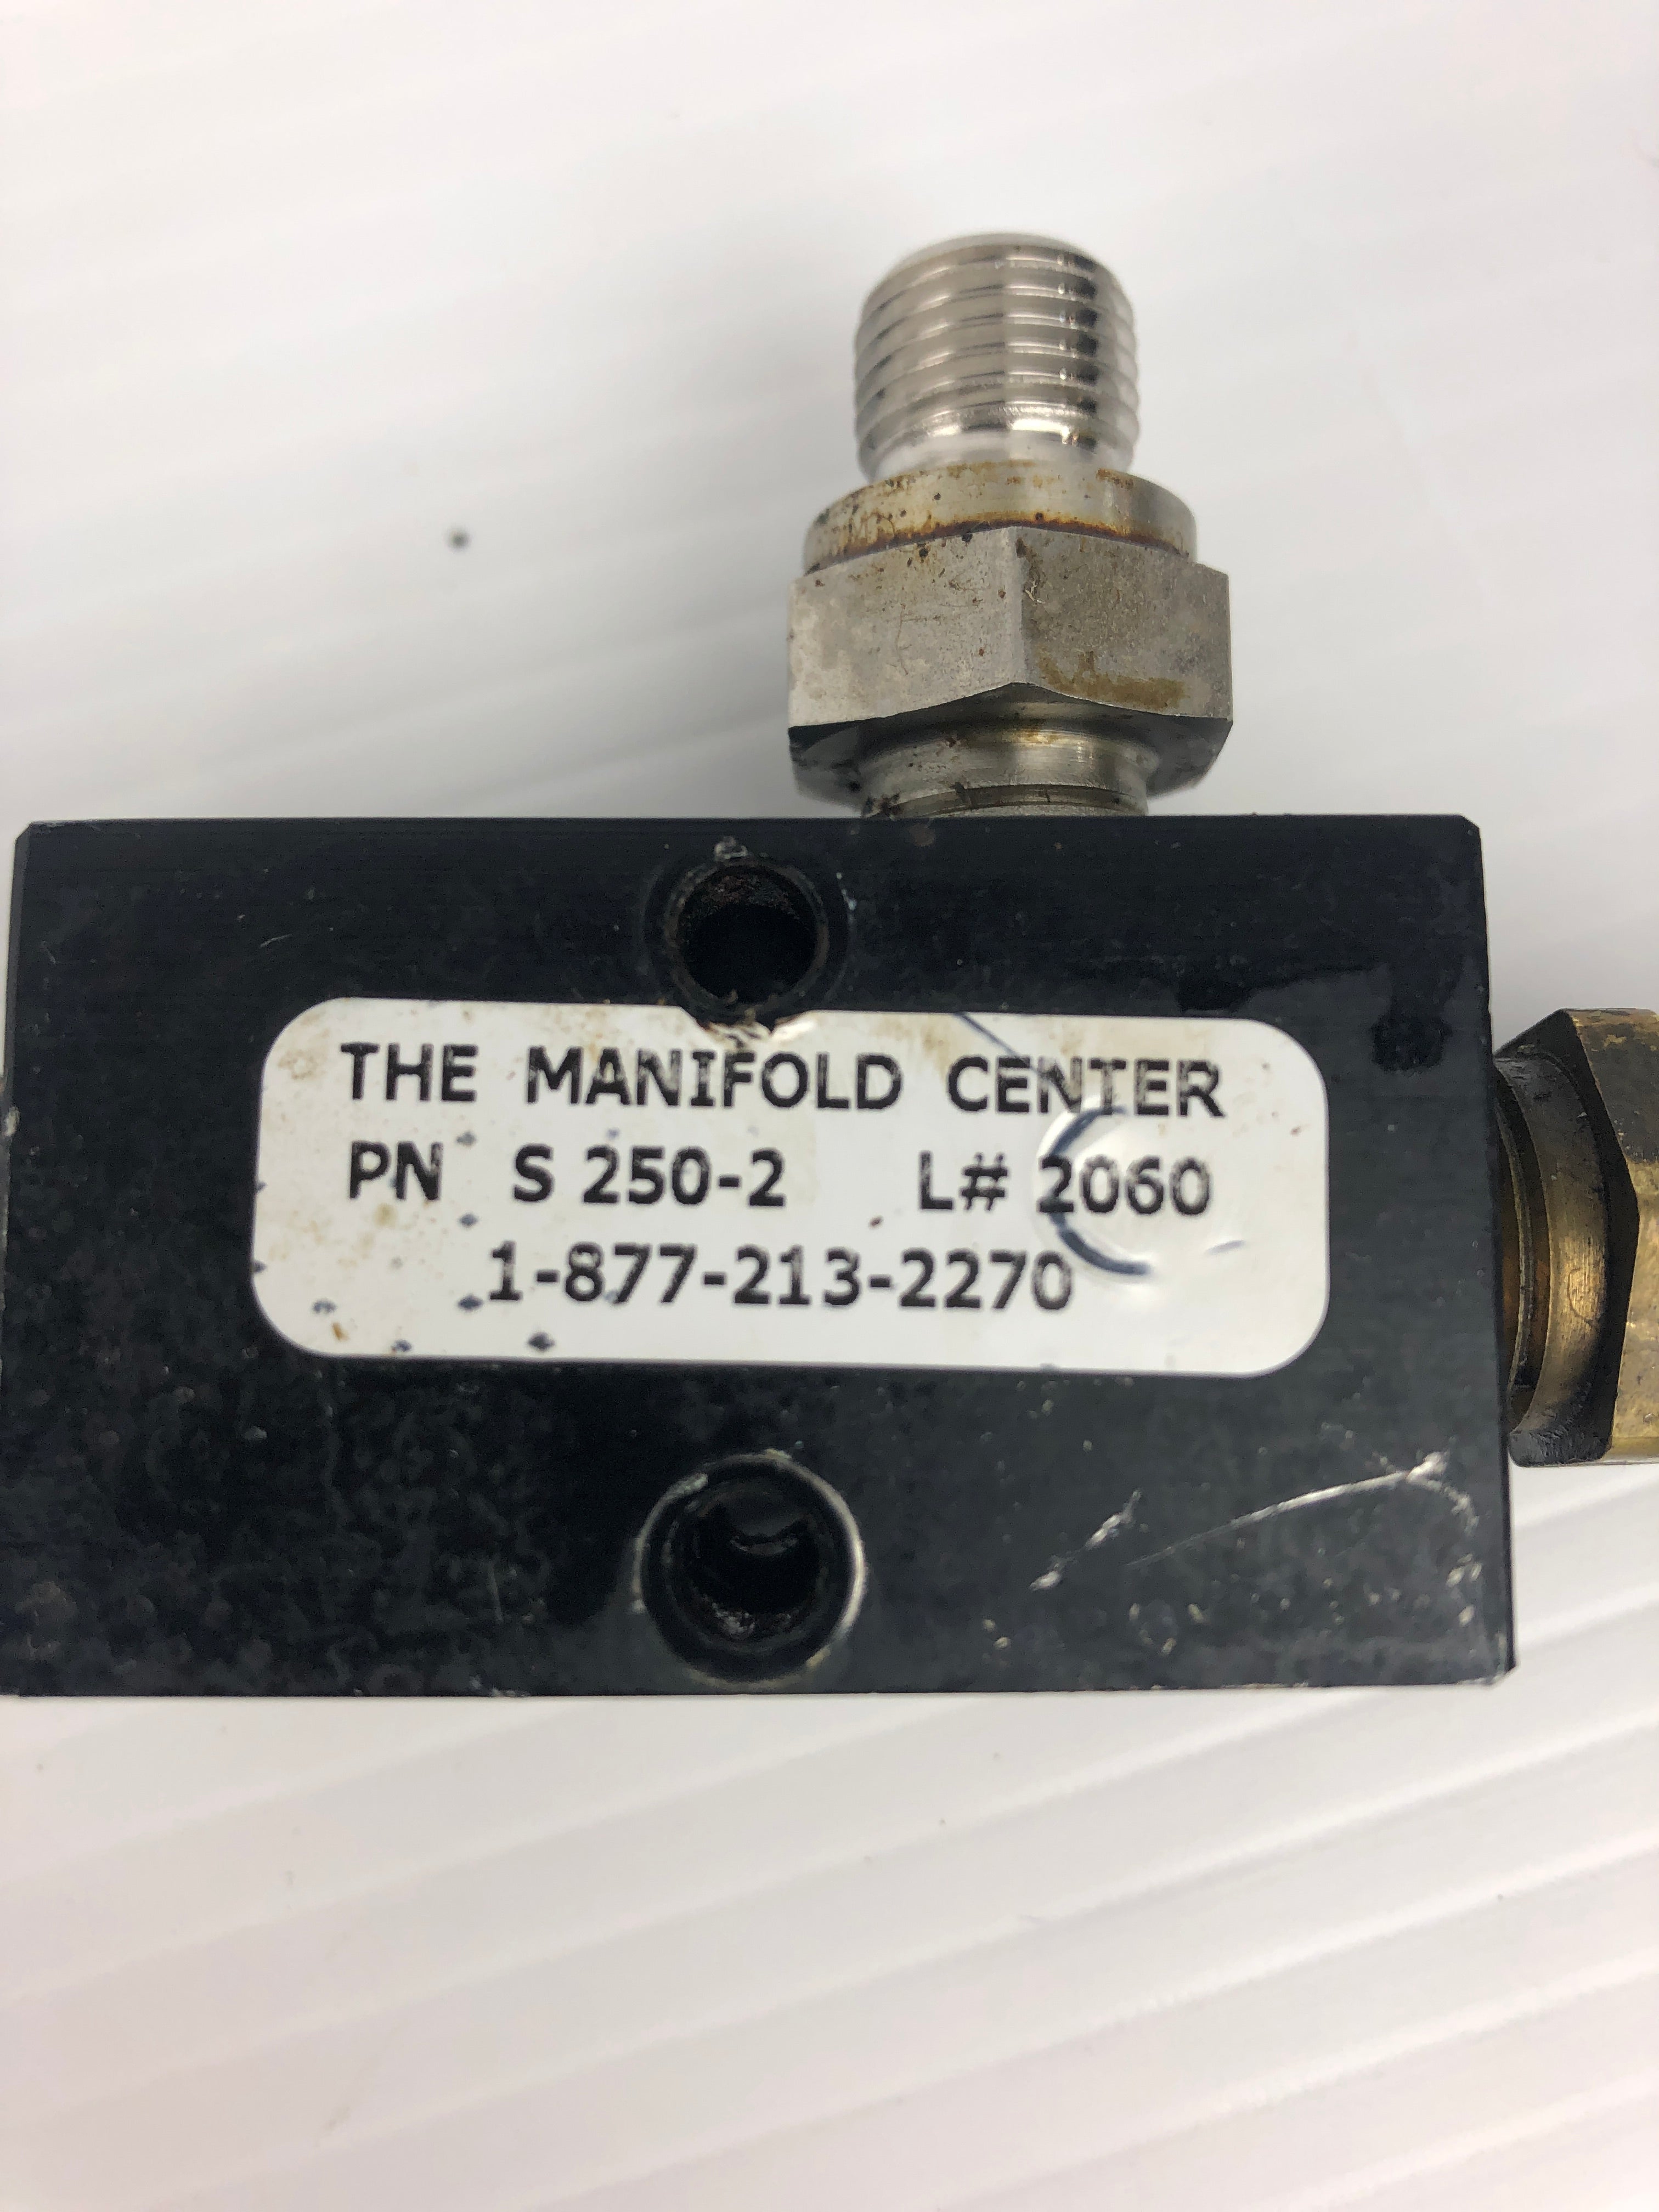 THE MANIFOLD CENTER
PN S 250-2 L# 2060
1-877-213-2270